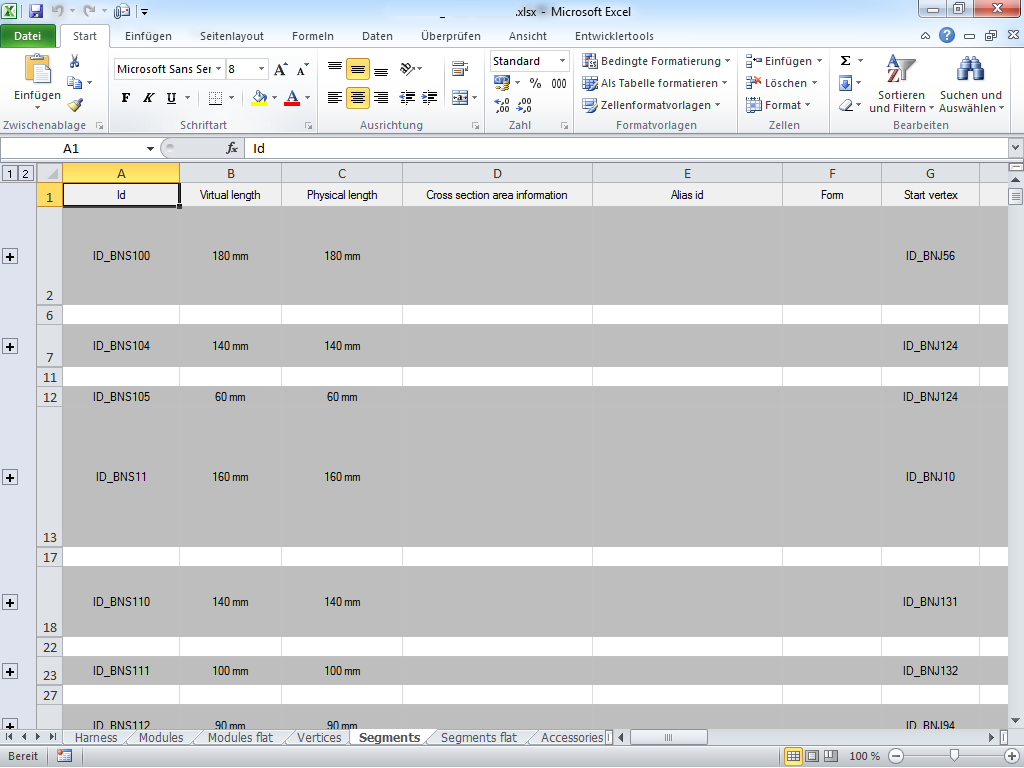 .xlsx - Microsoft Excel
Datei Start Einfügen Seitenlayout Formeln Daten Überprüfen Ansicht Entwicklertools
Einfügen
Zwischenablage
Microsoft Sans Ser 8
F K U
Schriftart
Ausrichtung
Standard
% 000
Zahl
Bedingte Formatierung
Als Tabelle formatieren
Zellenformatvorlagen
Formatvorlagen
Einfügen
Löschen
Format
Zellen
Σ
Sortieren
und Filtern
Suchen und
Auswählen
Bearbeiten
A1 fx Id
1 2 A B C D E F G
1 Id Virtual length Physical length Cross section area information Alias id Form Start vertex
2 ID_BNS100 180 mm 180 mm ID_BNJ56
6
7 ID_BNS104 140 mm 140 mm ID_BNJ124
11
12 ID_BNS105 60 mm 60 mm ID_BNJ124
13 ID_BNS11 160 mm 160 mm ID_BNJ10
17
18 ID_BNS110 140 mm 140 mm ID_BNJ131
22
23 ID_BNS111 100 mm 100 mm ID_BNJ132
27
ID_BNS112 90 mm 90 mm ID_BNJ94
Harness Modules Modules flat Vertices Segments Segments flat Accessories
Bereit 100 %